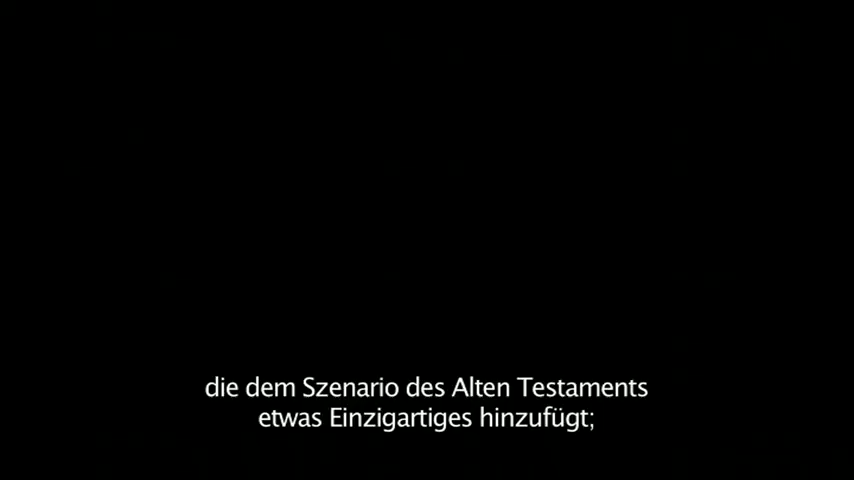 die dem Szenario des Alten Testaments
etwas Einzigartiges hinzufügt;